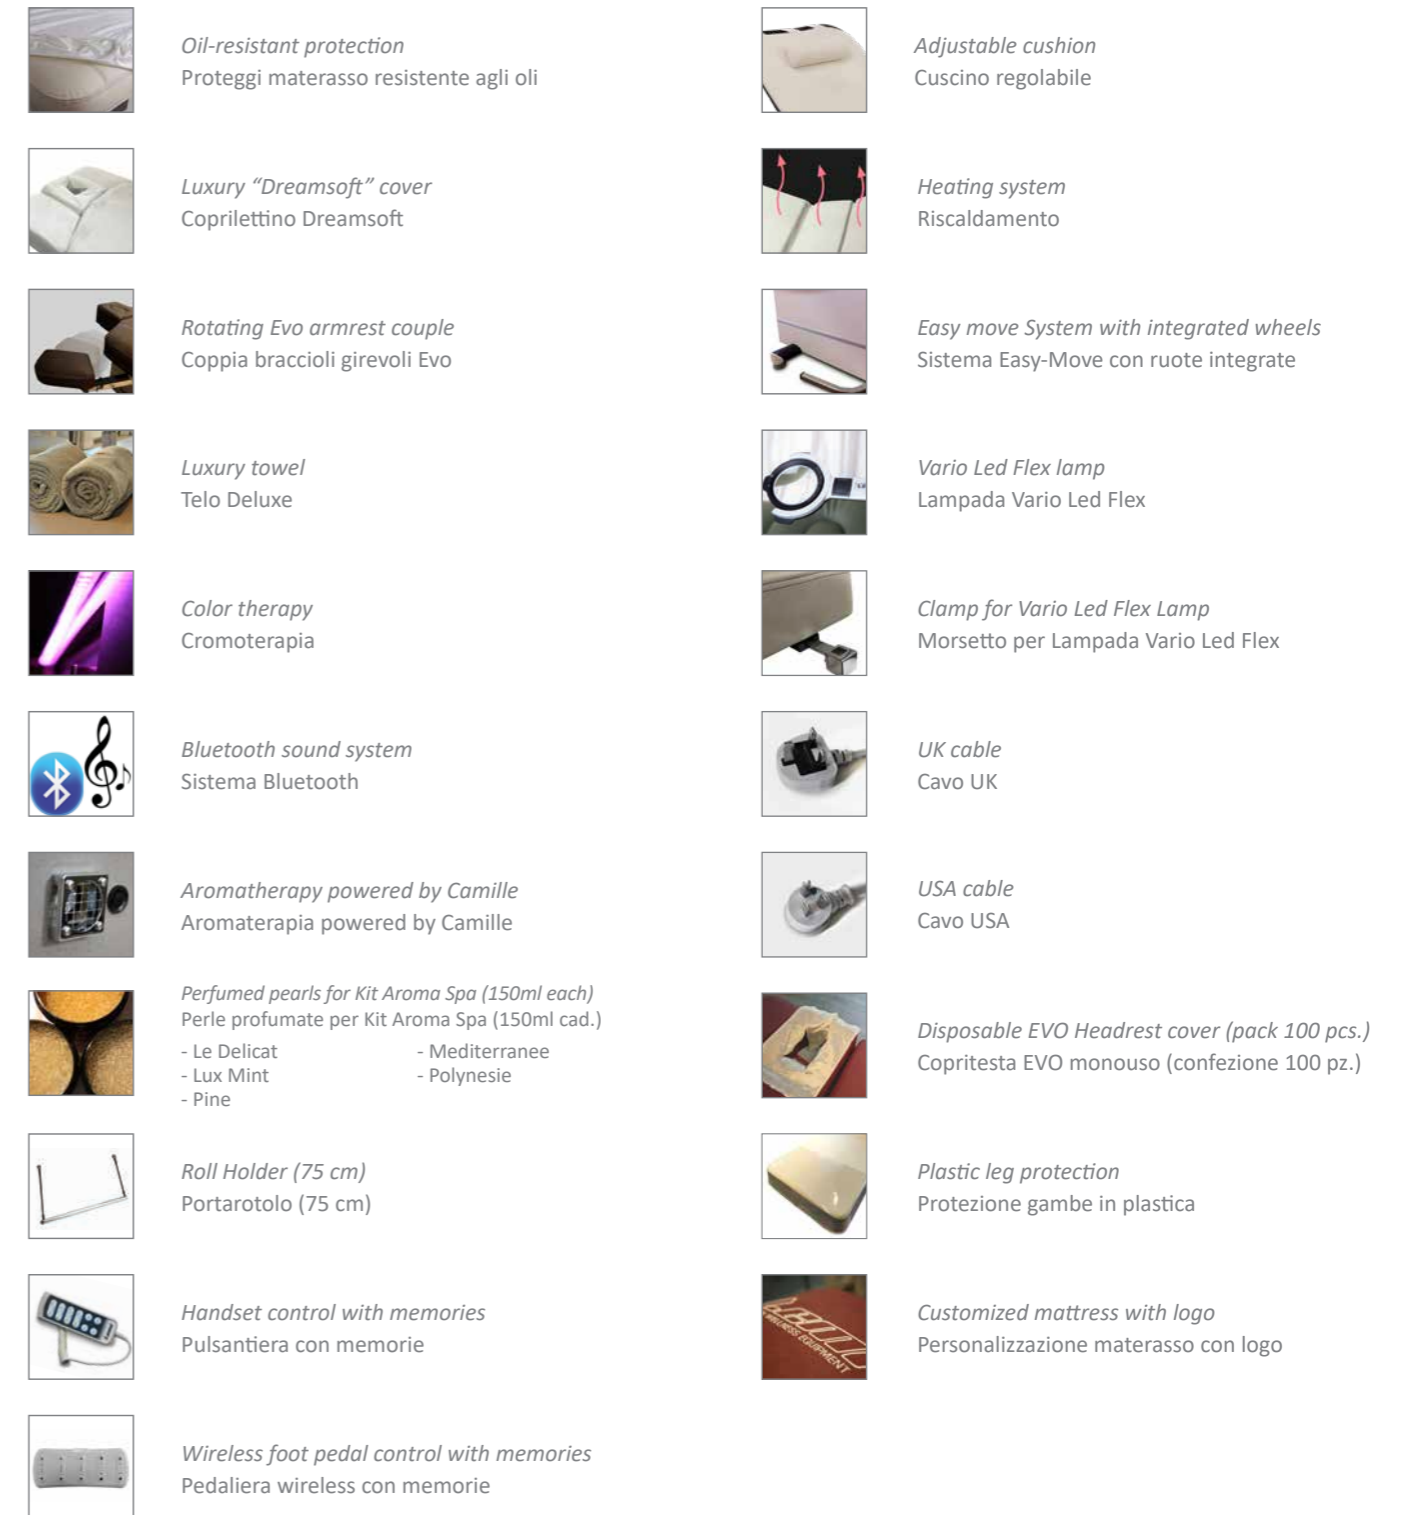 Oil-resistant protection
Proteggi materasso resistente agli oli
Luxury “Dreamsoft” cover
Coprilettino Dreamsoft
Rotating Evo armrest couple
Coppia braccioli girevoli Evo
Luxury towel
Telo Deluxe
Color therapy
Cromoterapia
Bluetooth sound system
Sistema Bluetooth
Aromatherapy powered by Camille
Aromaterapia powered by Camille
Perfumed pearls for Kit Aroma Spa (150ml each)
Perle profumate per Kit Aroma Spa (150ml cad.)
- Le Delicat
- Lux Mint
- Pine
- Mediterranee
- Polynesie
Roll Holder (75 cm)
Portarotolo (75 cm)
Handset control with memories
Pulsantiera con memorie
Wireless foot pedal control with memories
Pedaliera wireless con memorie
Adjustable cushion
Cuscino regolabile
Heating system
Riscaldamento
Easy move System with integrated wheels
Sistema Easy-Move con ruote integrate
Vario Led Flex lamp
Lampada Vario Led Flex
Clamp for Vario Led Flex Lamp
Morsetto per Lampada Vario Led Flex
UK cable
Cavo UK
USA cable
Cavo USA
Disposable EVO Headrest cover (pack 100 pcs.)
Copritesta EVO monouso (confezione 100 pz.)
Plastic leg protection
Protezione gambe in plastica
WELLNESS EQUIPMENT
Customized mattress with logo
Personalizzazione materasso con logo